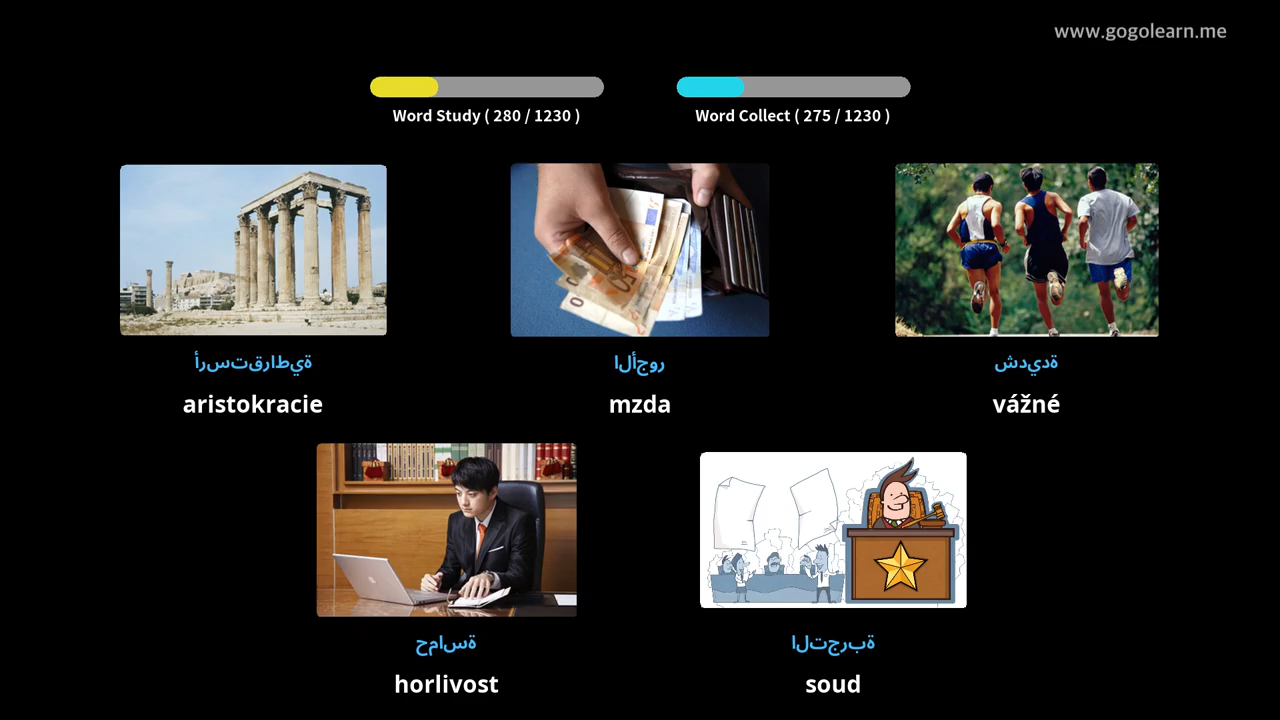 www.gogolearn.me
Word Study ( 280 / 1230 )
Word Collect ( 275 / 1230 )
أرستقراطية
الأجور
شديدة
aristokracie
mzda
vážné
حماسة
التجربة
horlivost
soud